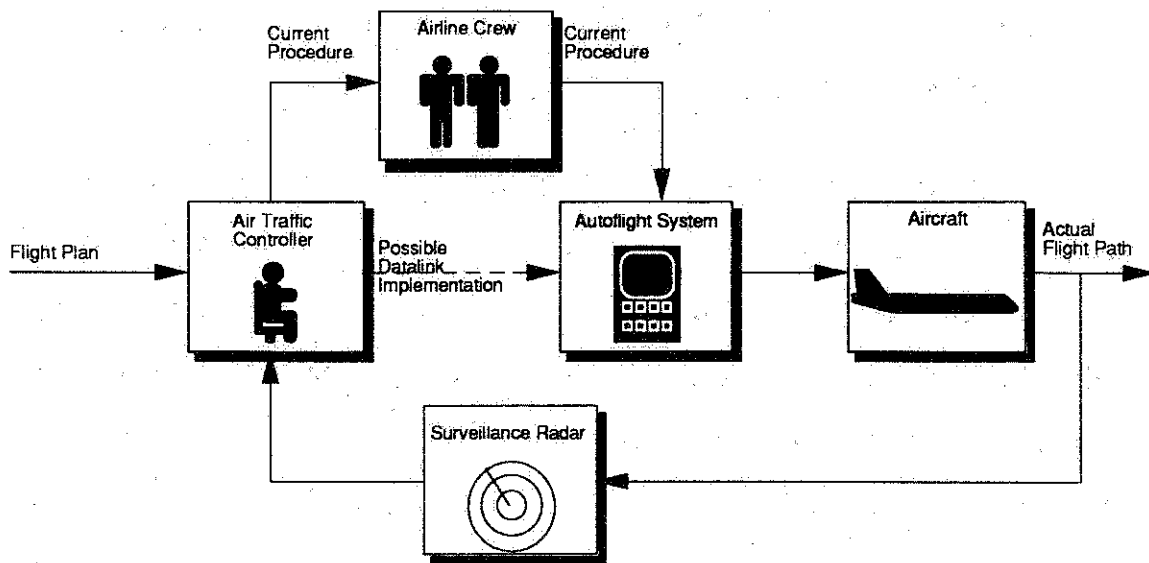 Airline Crew
Current
Procedure
Current
Procedure
Air Traffic
Controller
Autoflight System
Aircraft
Flight Plan
Possible
Datalink
Implementation
Actual
Flight Path
Surveillance Radar